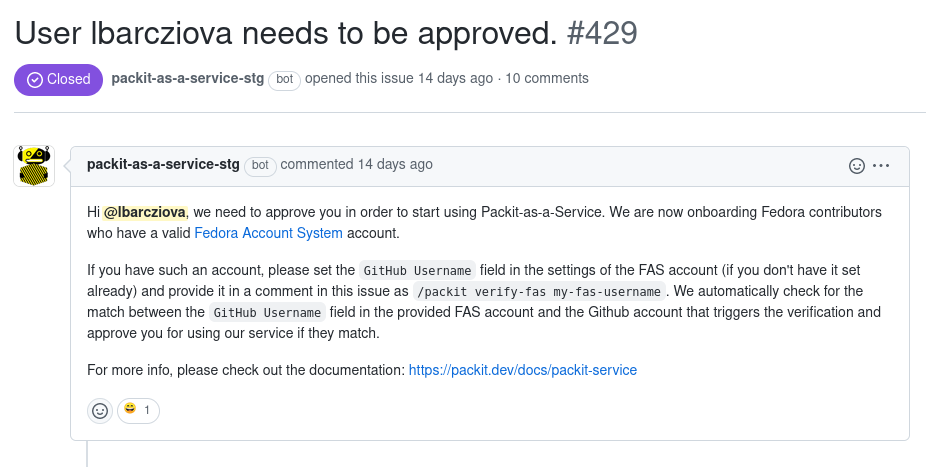 User lbarcziova needs to be approved. #429
Closed packit-as-a-service-stg bot opened this issue 14 days ago · 10 comments
packit-as-a-service-stg bot commented 14 days ago
Hi @lbarcziova, we need to approve you in order to start using Packit-as-a-Service. We are now onboarding Fedora contributors
who have a valid Fedora Account System account.
If you have such an account, please set the GitHub Username field in the settings of the FAS account (if you don't have it set
already) and provide it in a comment in this issue as /packit verify-fas my-fas-username. We automatically check for the
match between the GitHub Username field in the provided FAS account and the Github account that triggers the verification and
approve you for using our service if they match.
For more info, please check out the documentation: https://packit.dev/docs/packit-service
1